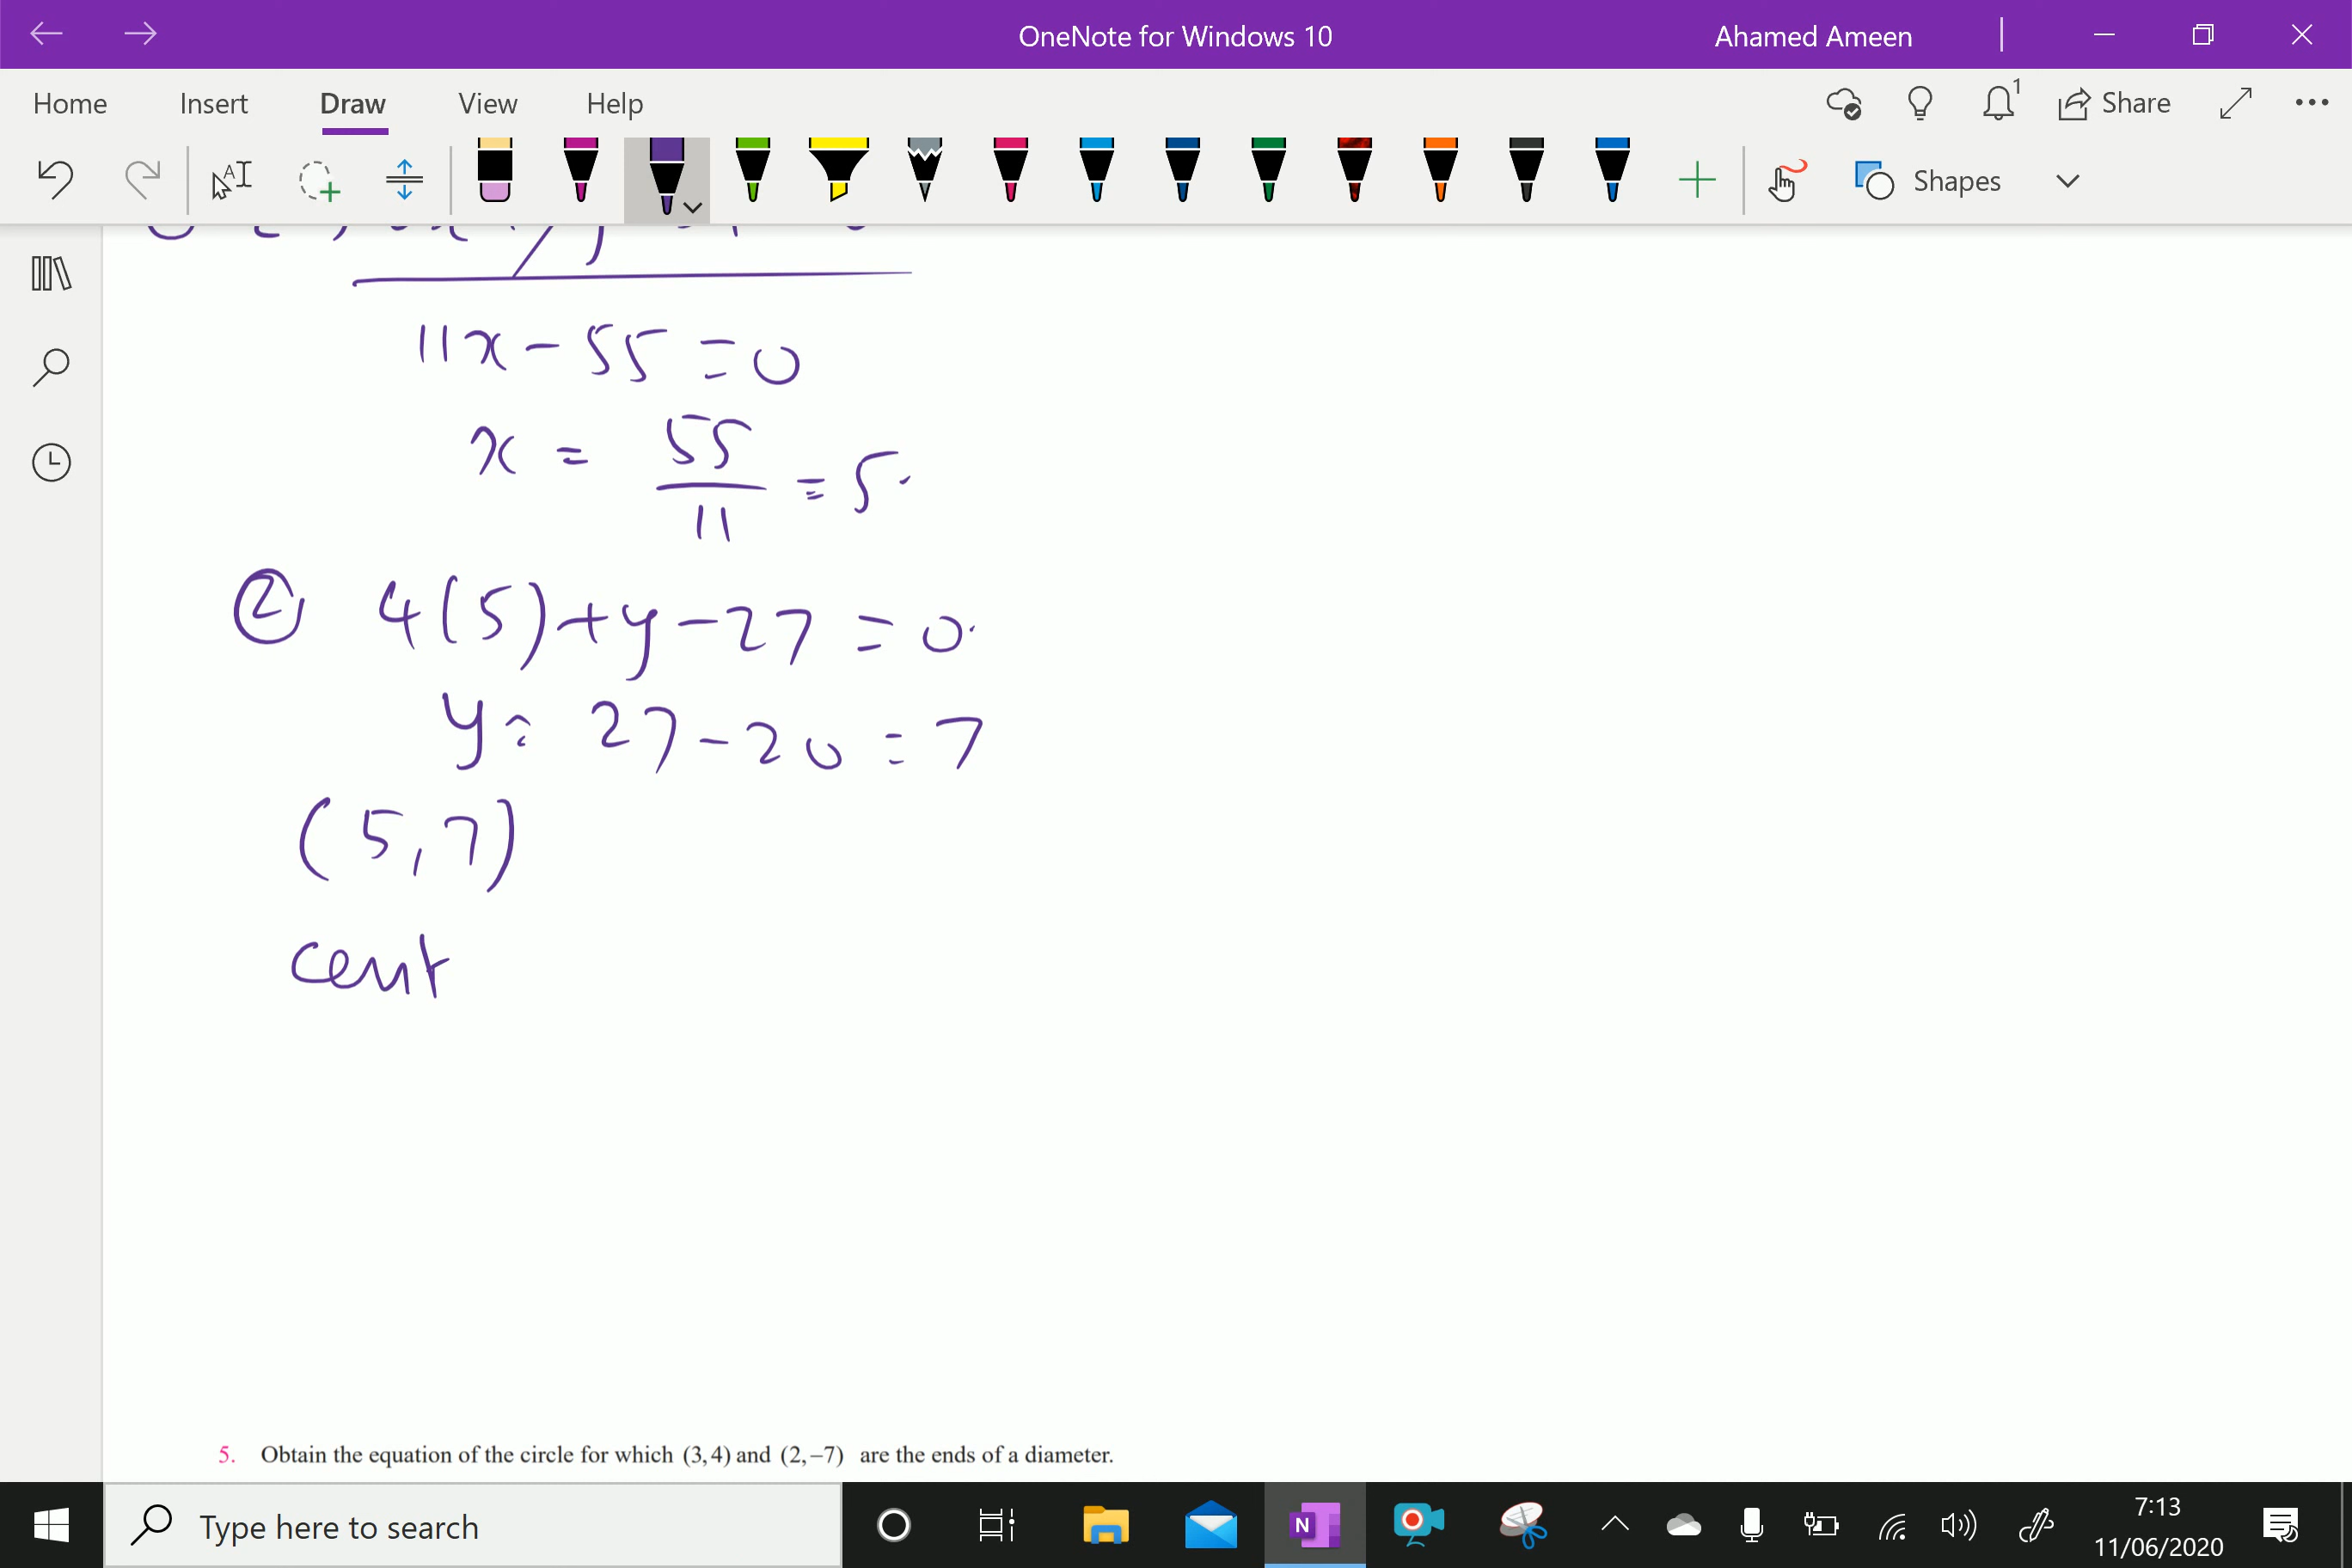 OneNote for Windows 10
Ahamed Ameen
Home Insert Draw View Help
1 Share
Shapes
11x - 55 = 0
x = 55/11 = 5.
② 4(5) + y - 27 = 0.
y = 27 - 20 = 7
(5, 7)
cent
5. Obtain the equation of the circle for which (3, 4) and (2, −7) are the ends of a diameter.
Type here to search
N
7:13
11/06/2020